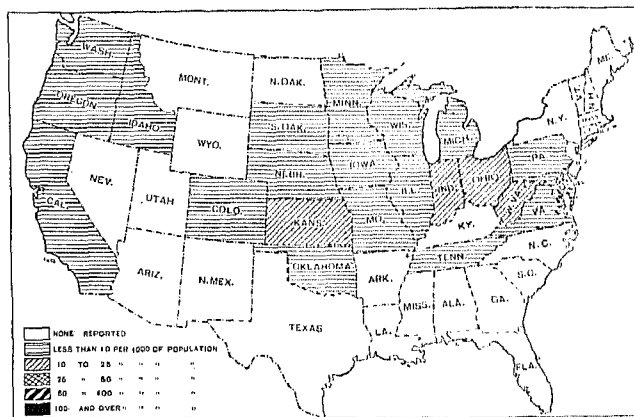 WASH.
MONT.
N.DAK.
MINN.
ME.
OREGON
IDAHO
WYO.
S.DAK.
WIS.
MICH.
N.Y.
NEV.
UTAH
COLO.
IOWA
ILL.
IND.
OHIO
PA.
CAL.
KANS.
MO.
KY.
VA.
ARIZ.
N.MEX.
OKLAHOMA
ARK.
TENN.
N.C.
S.C.
TEXAS
LA.
MISS.
ALA.
GA.
FLA.
NONE REPORTED
LESS THAN 10 PER 1000 OF POPULATION
10 TO 25 " " " "
25 " 50 " " " "
50 " 100 " " " "
100 AND OVER " " " "